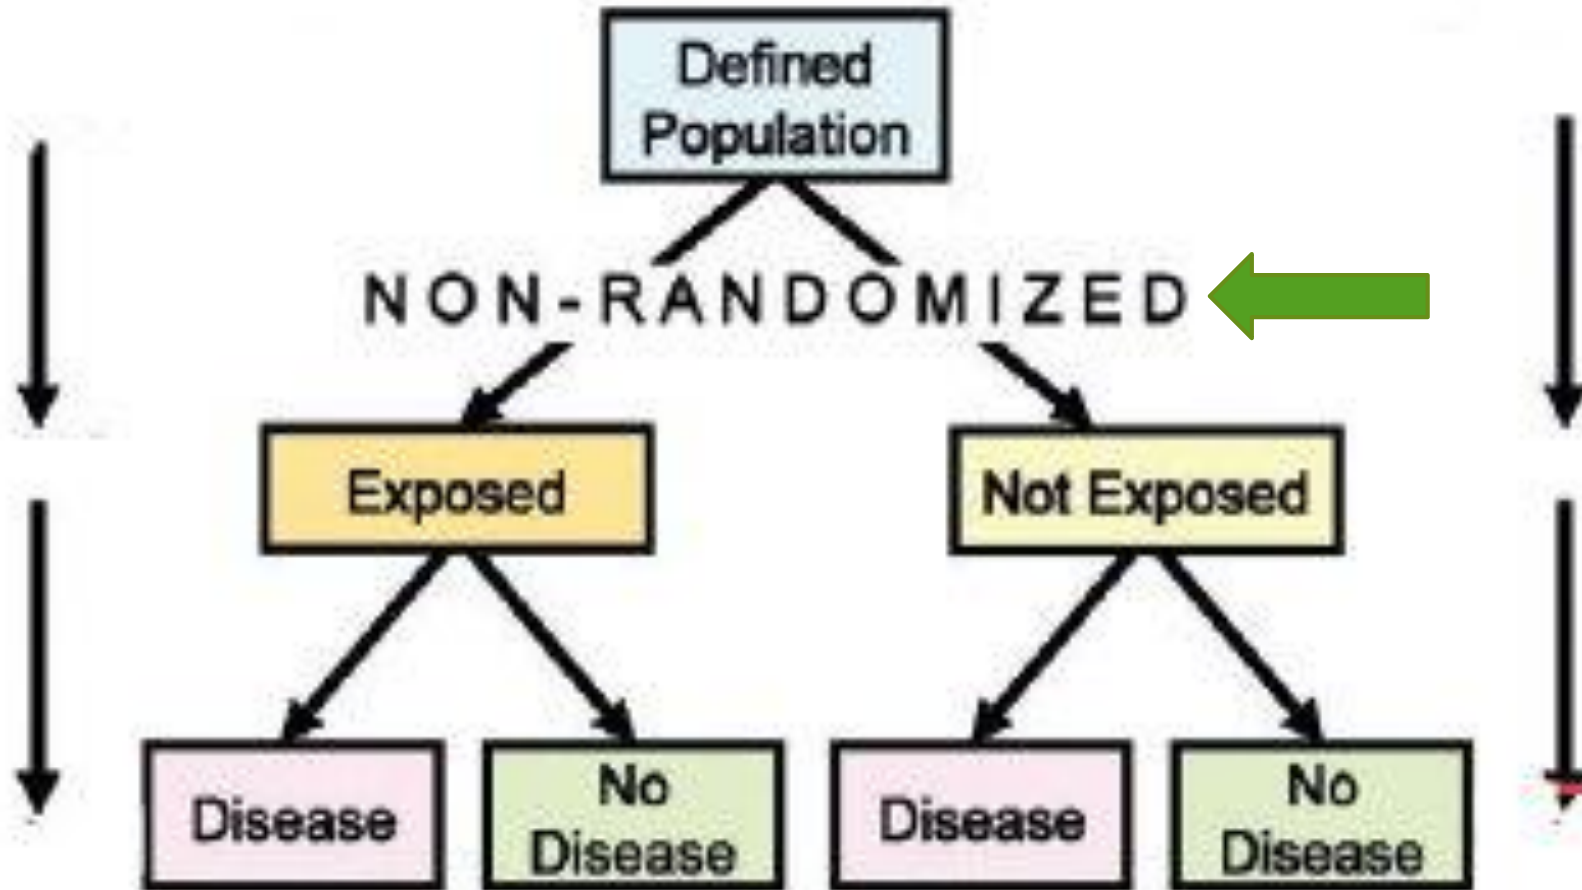 Defined
Population
NON-RANDOMIZED
Exposed
Not Exposed
Disease
No
Disease
Disease
No
Disease